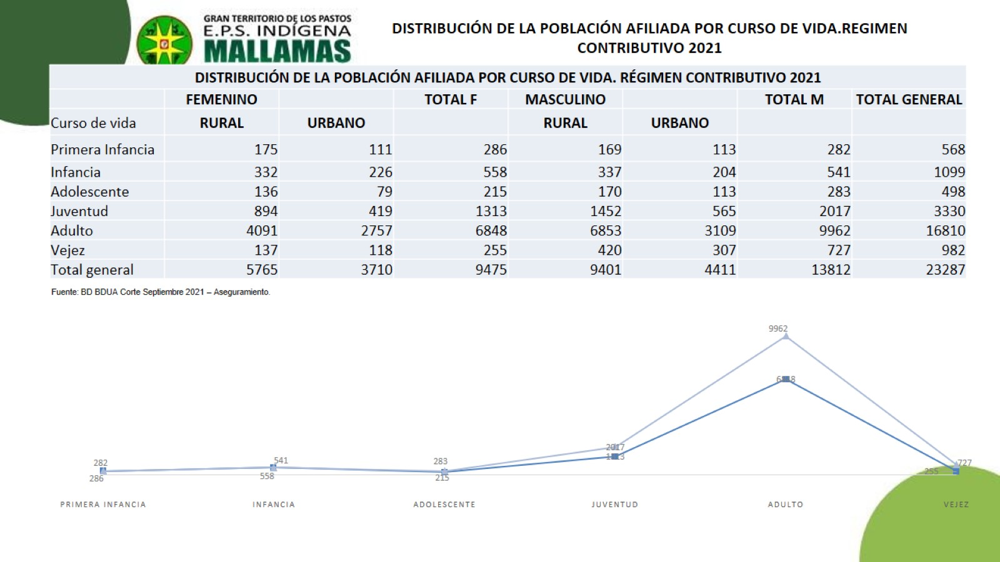 GRAN TERRITORIO DE LOS PASTOS
E.P.S. INDÍGENA
MALLAMAS
DISTRIBUCIÓN DE LA POBLACIÓN AFILIADA POR CURSO DE VIDA.REGIMEN
CONTRIBUTIVO 2021
DISTRIBUCIÓN DE LA POBLACIÓN AFILIADA POR CURSO DE VIDA. RÉGIMEN CONTRIBUTIVO 2021
FEMENINO TOTAL F MASCULINO TOTAL M TOTAL GENERAL
Curso de vida RURAL URBANO RURAL URBANO
Primera Infancia 175 111 286 169 113 282 568
Infancia 332 226 558 337 204 541 1099
Adolescente 136 79 215 170 113 283 498
Juventud 894 419 1313 1452 565 2017 3330
Adulto 4091 2757 6848 6853 3109 9962 16810
Vejez 137 118 255 420 307 727 982
Total general 5765 3710 9475 9401 4411 13812 23287
Fuente: BD BDUA Corte Septiembre 2021 – Aseguramiento.
9962
6848
2017
1313
282 541 283 727
286 558 215 255
PRIMERA INFANCIA INFANCIA ADOLESCENTE JUVENTUD ADULTO VEJEZ